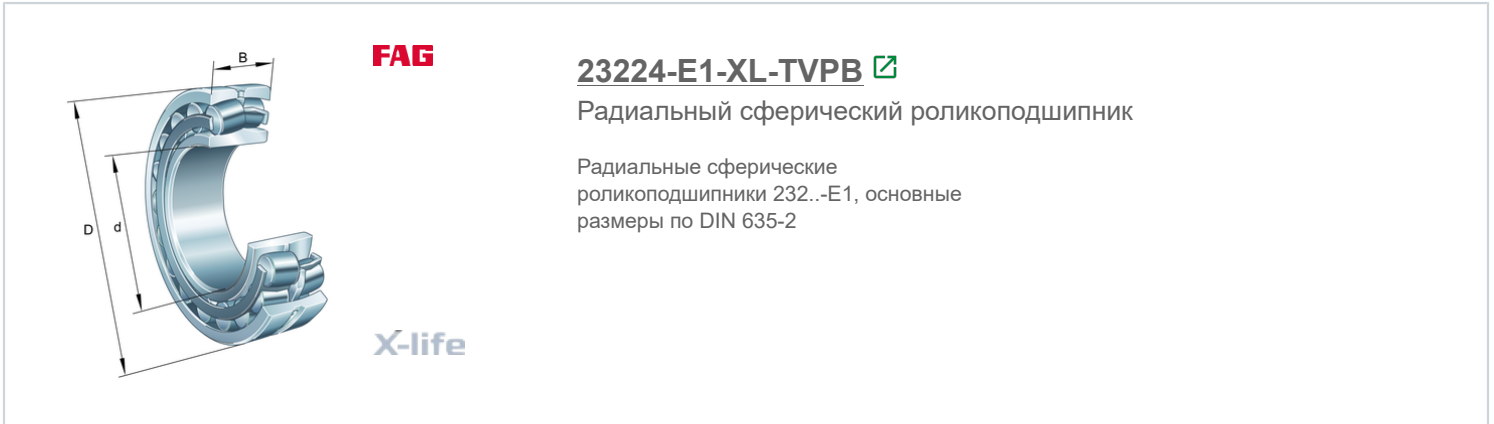 B
FAG
23224-E1-XL-TVPB
Радиальный сферический роликоподшипник
Радиальные сферические
роликоподшипники 232..-E1, основные
размеры по DIN 635-2
D
d
X-life